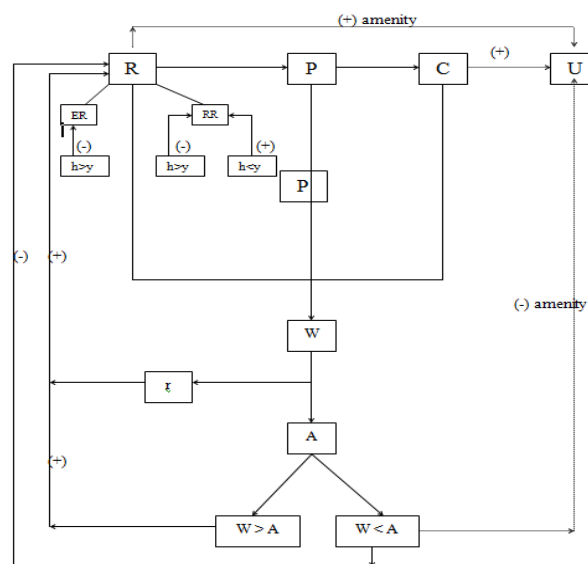 (+) amenity
R
P
C
(+)
U
ER
RR
(-)
(-)
(+)
h>y
h>y
h<y
P
(-)
(+)
(-) amenity
W
r
A
(+)
W > A
W < A